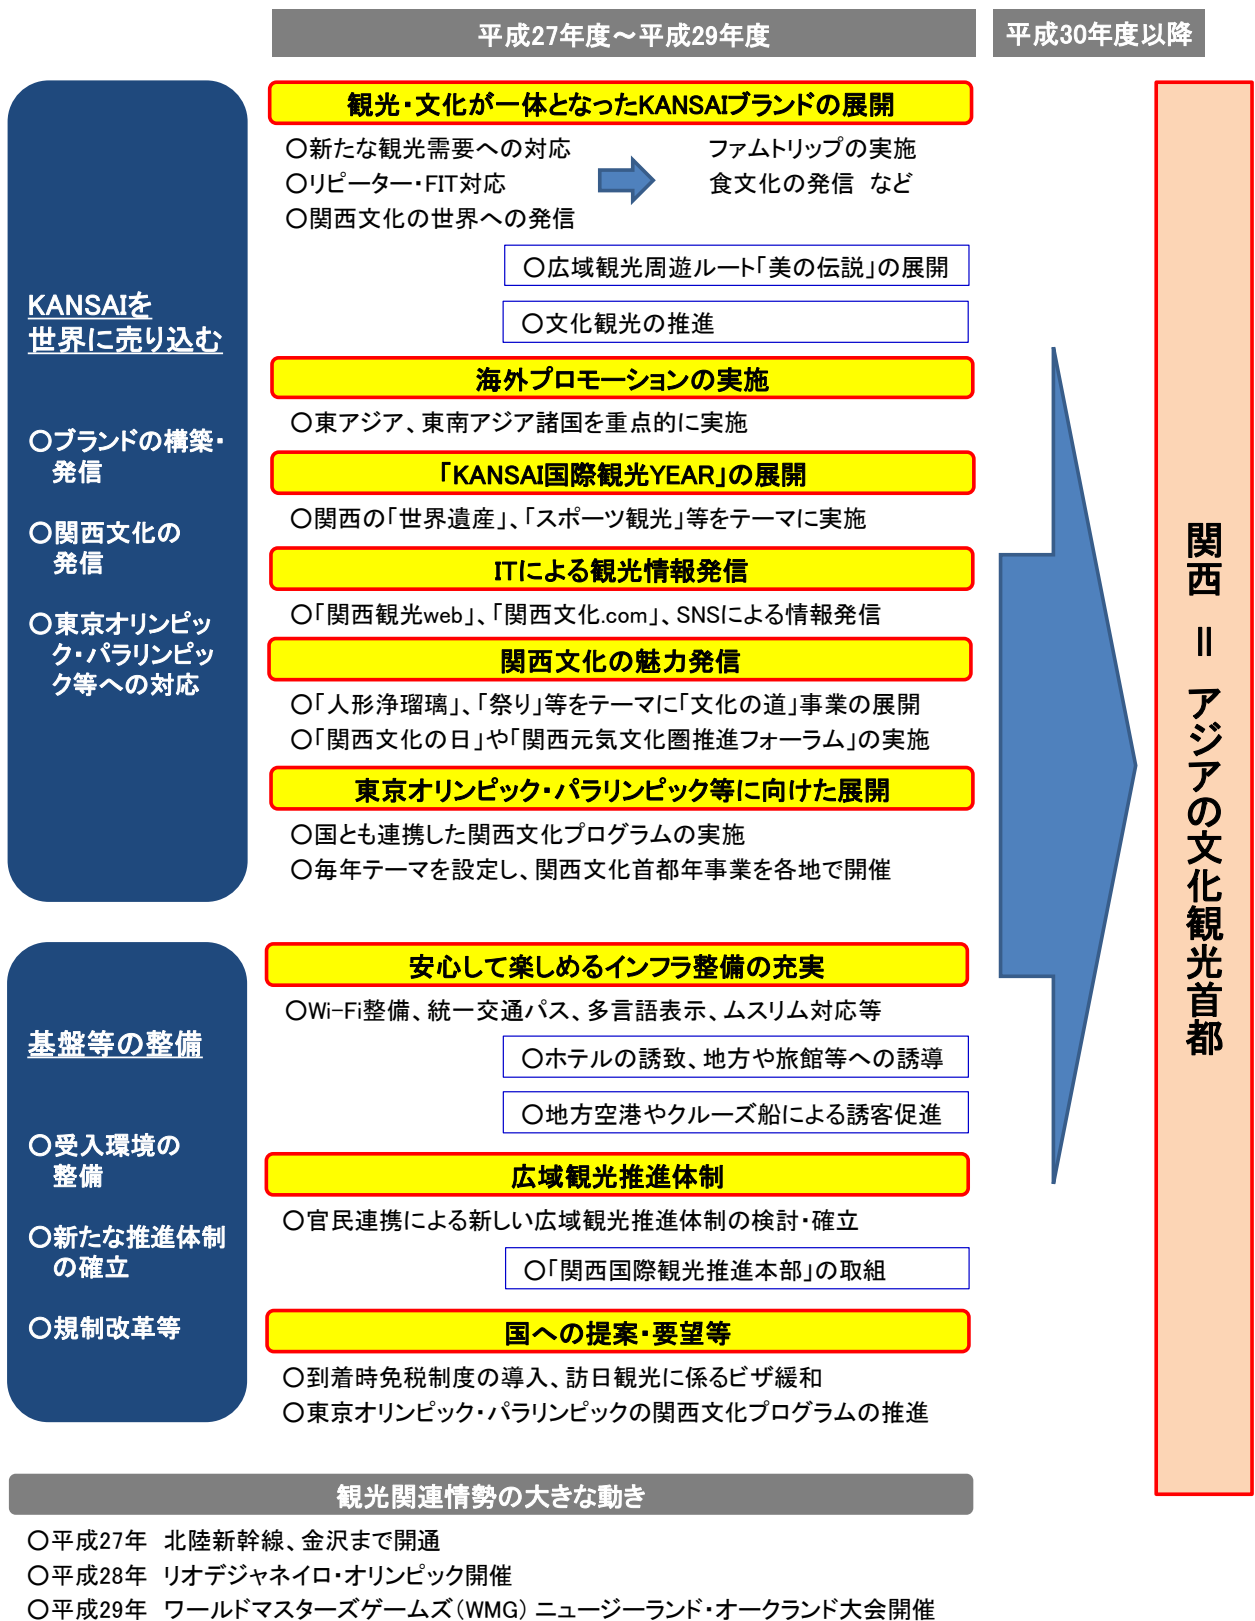 平成27年度～平成29年度
平成30年度以降
KANSAIを
世界に売り込む
○ブランドの構築・
発信
○関西文化の
発信
○東京オリンピッ
ク・パラリンピッ
ク等への対応
観光・文化が一体となったKANSAIブランドの展開
○新たな観光需要への対応
○リピーター・FIT対応
○関西文化の世界への発信
ファムトリップの実施
食文化の発信 など
○広域観光周遊ルート「美の伝説」の展開
○文化観光の推進
海外プロモーションの実施
○東アジア、東南アジア諸国を重点的に実施
「KANSAI国際観光YEAR」の展開
○関西の「世界遺産」、「スポーツ観光」等をテーマに実施
ITによる観光情報発信
○「関西観光web」、「関西文化.com」、SNSによる情報発信
関西文化の魅力発信
○「人形浄瑠璃」、「祭り」等をテーマに「文化の道」事業の展開
○「関西文化の日」や「関西元気文化圏推進フォーラム」の実施
東京オリンピック・パラリンピック等に向けた展開
○国とも連携した関西文化プログラムの実施
○毎年テーマを設定し、関西文化首都年事業を各地で開催
基盤等の整備
○受入環境の
整備
○新たな推進体制
の確立
○規制改革等
安心して楽しめるインフラ整備の充実
○Wi-Fi整備、統一交通パス、多言語表示、ムスリム対応等
○ホテルの誘致、地方や旅館等への誘導
○地方空港やクルーズ船による誘客促進
広域観光推進体制
○官民連携による新しい広域観光推進体制の検討・確立
○「関西国際観光推進本部」の取組
国への提案・要望等
○到着時免税制度の導入、訪日観光に係るビザ緩和
○東京オリンピック・パラリンピックの関西文化プログラムの推進
関西 ＝ アジアの文化観光首都
観光関連情勢の大きな動き
○平成27年 北陸新幹線、金沢まで開通
○平成28年 リオデジャネイロ・オリンピック開催
○平成29年 ワールドマスターズゲームズ（WMG） ニュージーランド・オークランド大会開催